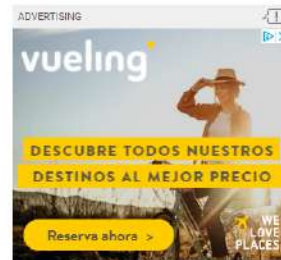 ADVERTISING
vueling
DESCUBRE TODOS NUESTROS
DESTINOS AL MEJOR PRECIO
Reserva ahora >
WE
LOVE
PLACES